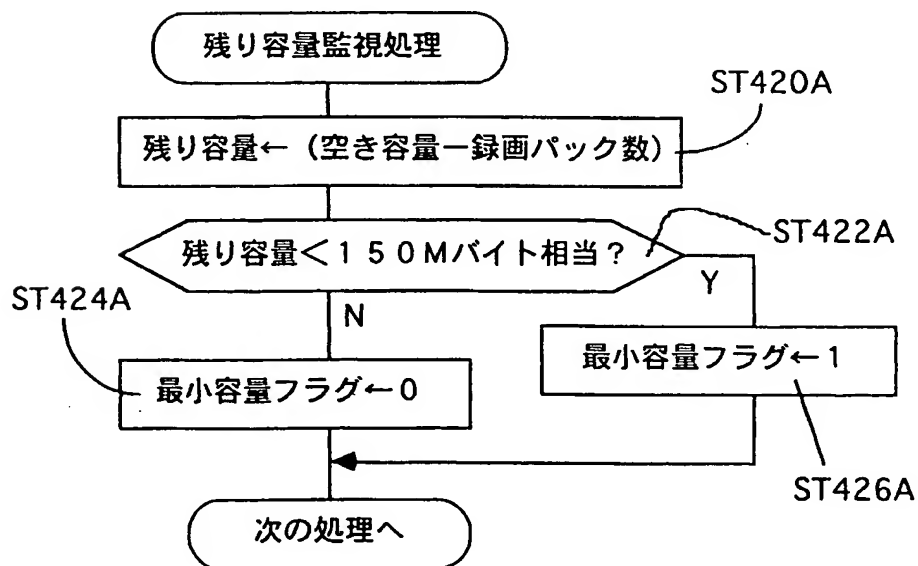 残り容量監視処理
ST420A
残り容量←（空き容量ー録画パック数）
ST422A
残り容量＜１５０Ｍバイト相当？
Y
ST424A
N
最小容量フラグ←１
最小容量フラグ←０
ST426A
次の処理へ